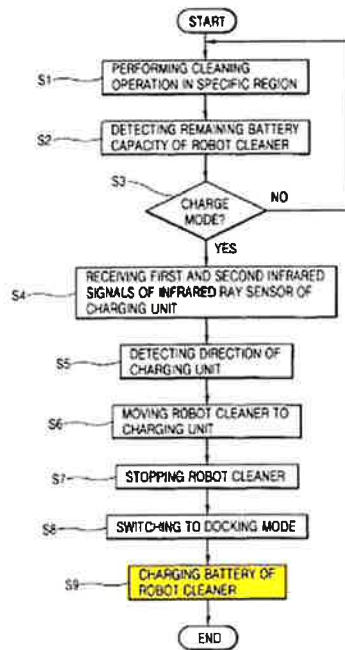 START
S1
PERFORMING CLEANING
OPERATION IN SPECIFIC REGION
S2
DETECTING REMAINING BATTERY
CAPACITY OF ROBOT CLEANER
S3
CHARGE
MODE?
NO
YES
S4
RECEIVING FIRST AND SECOND INFRARED
SIGNALS OF INFRARED RAY SENSOR OF
CHARGING UNIT
S5
DETECTING DIRECTION OF
CHARGING UNIT
S6
MOVING ROBOT CLEANER TO
CHARGING UNIT
S7
STOPPING ROBOT CLEANER
S8
SWITCHING TO DOCKING MODE
S9
CHARGING BATTERY OF
ROBOT CLEANER
END